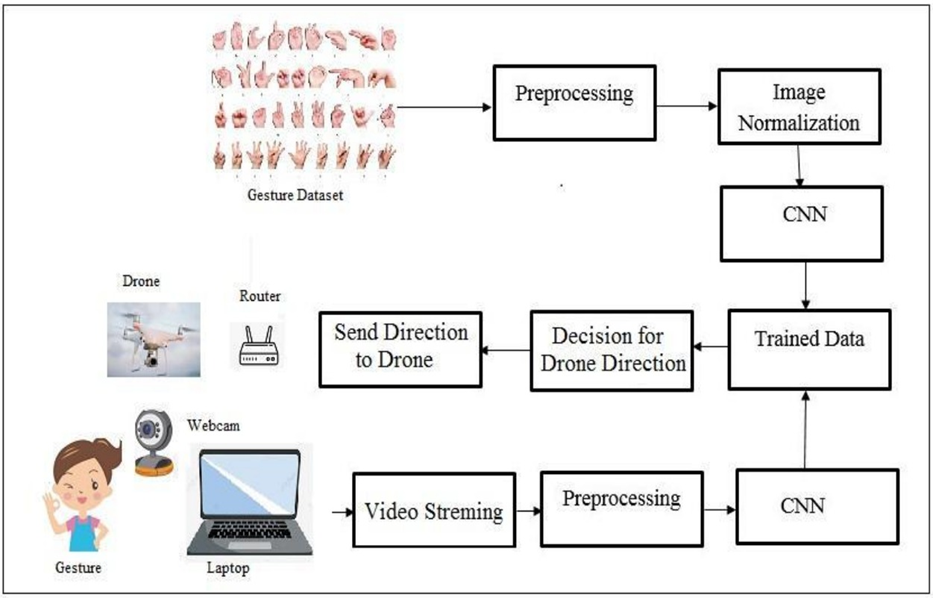 Preprocessing
Image
Normalization
Gesture Dataset
CNN
Drone
Router
Send Direction
to Drone
Decision for
Drone Direction
Trained Data
Webcam
Video Streming
Preprocessing
CNN
Gesture
Laptop